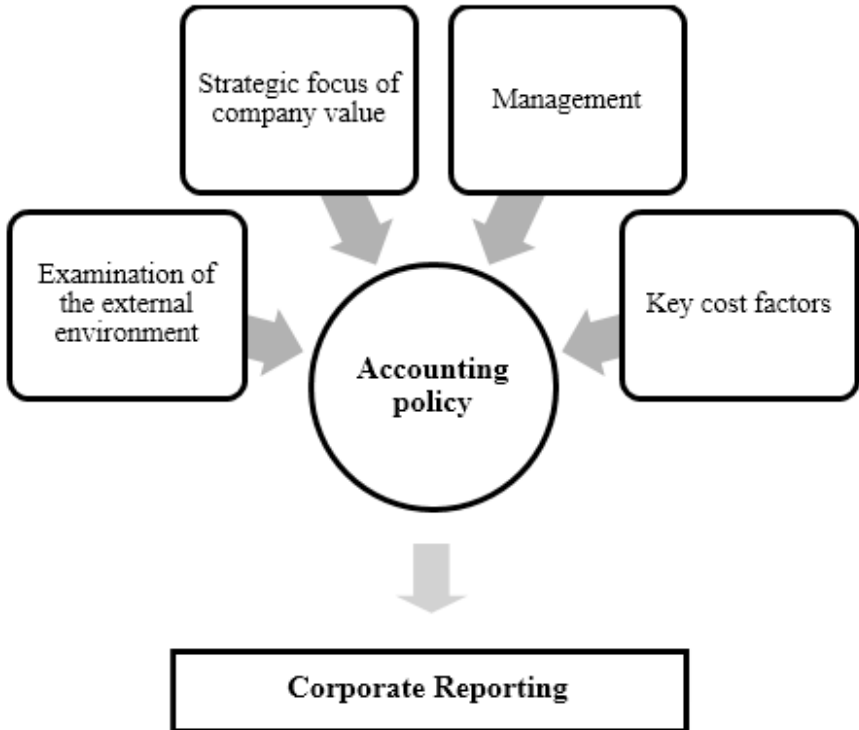 Strategic focus of
company value
Management
Examination of
the external
environment
Key cost factors
Accounting
policy
Corporate Reporting